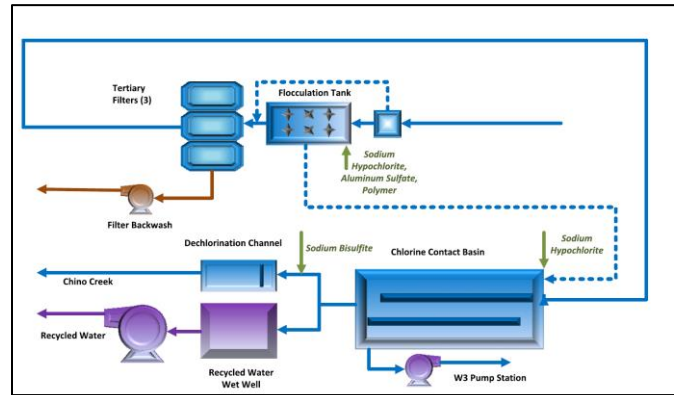 Tertiary
Filters (3)
Flocculation Tank
Sodium
Hypochlorite,
Aluminum Sulfate,
Polymer
Filter Backwash
Dechlorination Channel
Sodium Bisulfite
Chlorine Contact Basin
Sodium
Hypochlorite
Chino Creek
Recycled Water
Recycled Water
Wet Well
W3 Pump Station